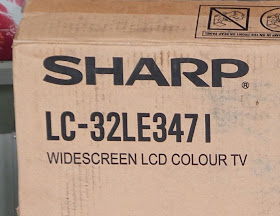 SHARP®
LC-32LE347I
WIDESCREEN LCD COLOUR TV